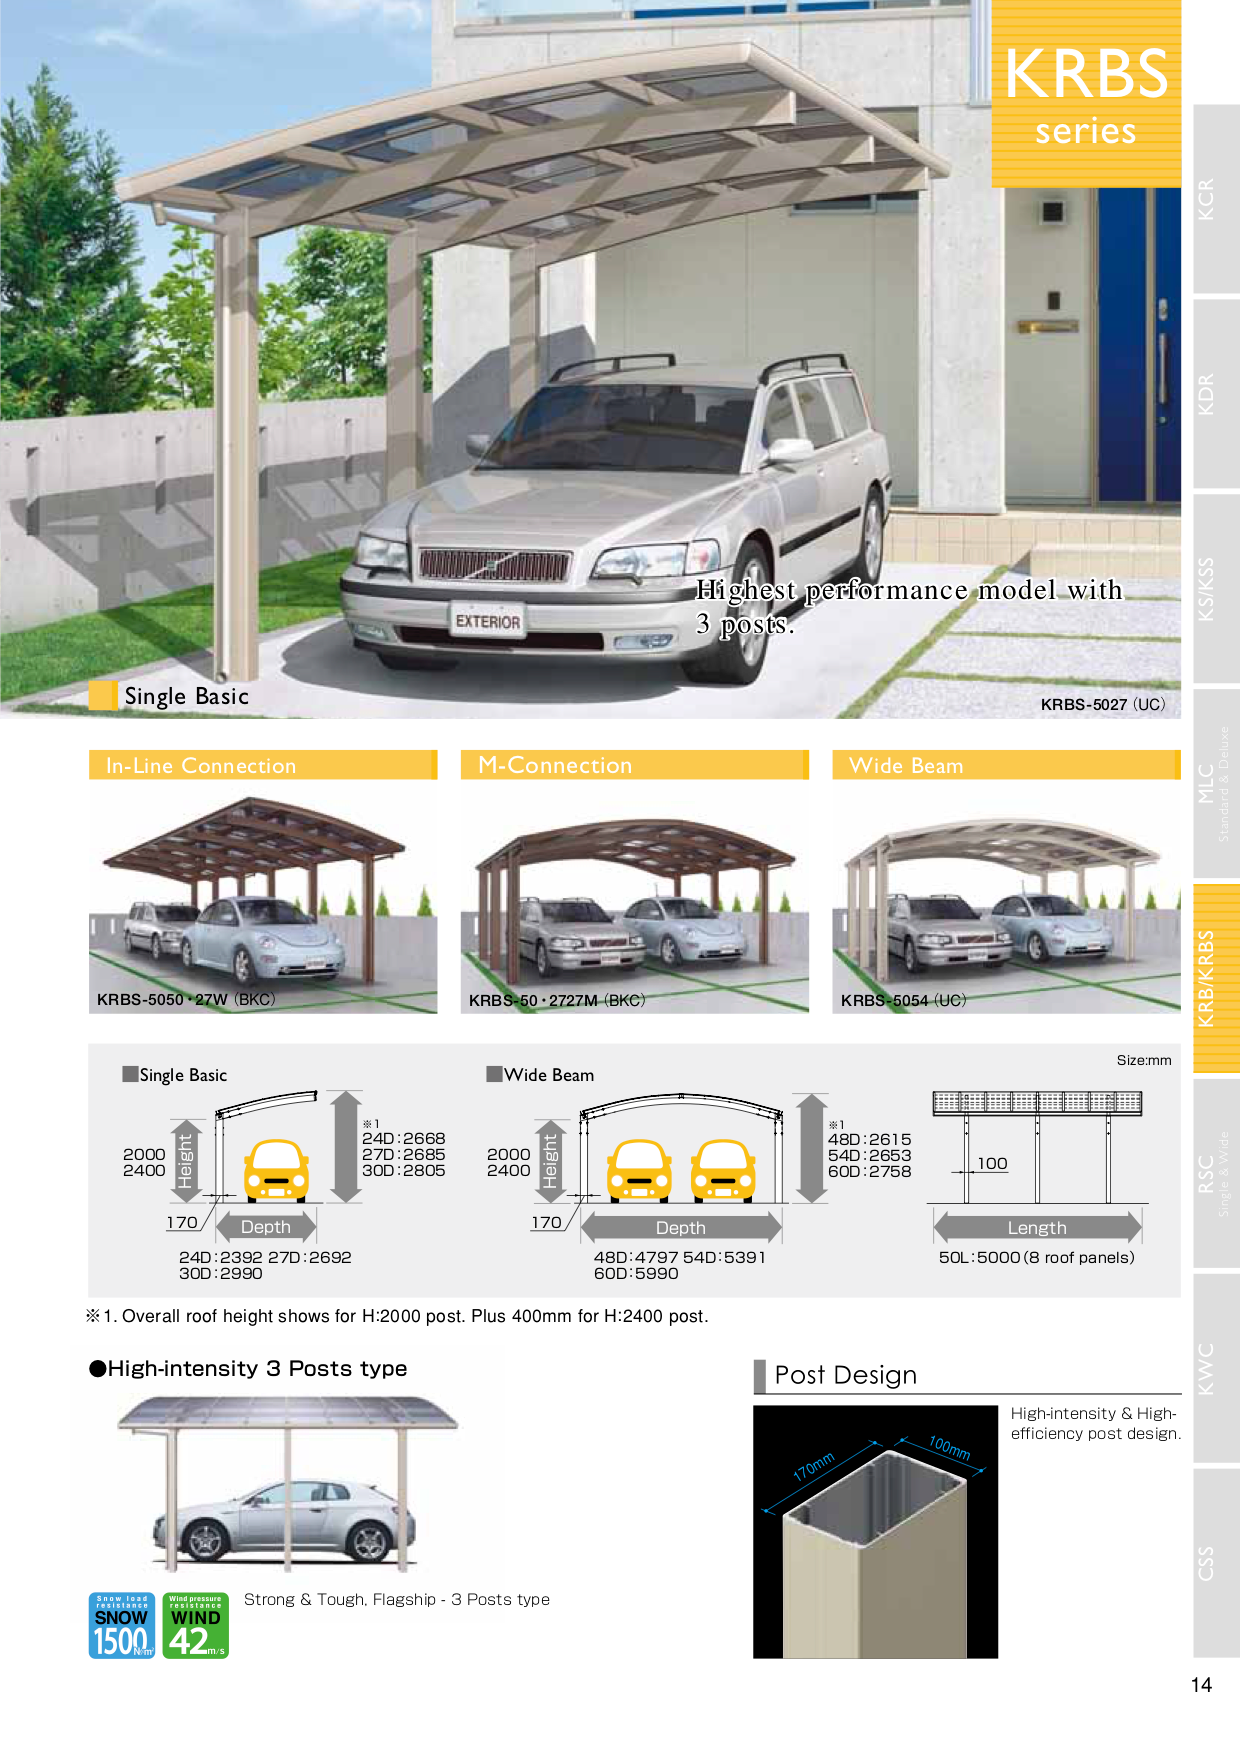 KRBS
series
EXTERIOR
Highest performance model with
3 posts.
Single Basic
KRBS-5027 (UC)
In-Line Connection
M-Connection
Wide Beam
KRBS-5050・27W (BKC)
KRBS-50・2727M (BKC)
KRBS-5054 (UC)
Size:mm
■Single Basic
2000
2400
Height
※1
24D:2668
27D:2685
30D:2805
170
Depth
24D:2392 27D:2692
30D:2990
■Wide Beam
2000
2400
Height
※1
48D:2615
54D:2653
60D:2758
170
Depth
48D:4797 54D:5391
60D:5990
100
Length
50L:5000(8 roof panels)
※1. Overall roof height shows for H:2000 post. Plus 400mm for H:2400 post.
●High-intensity 3 Posts type
Snow load
resistance
SNOW
1500 N/m²
Wind pressure
resistance
WIND
42 m/s
Strong & Tough, Flagship - 3 Posts type
Post Design
170mm
100mm
High-intensity & High-
efficiency post design.
KCR
KDR
KS/KSS
MLC
Standard & Deluxe
KRB/KRBS
RSC
Single & Wide
KWC
CSS
14